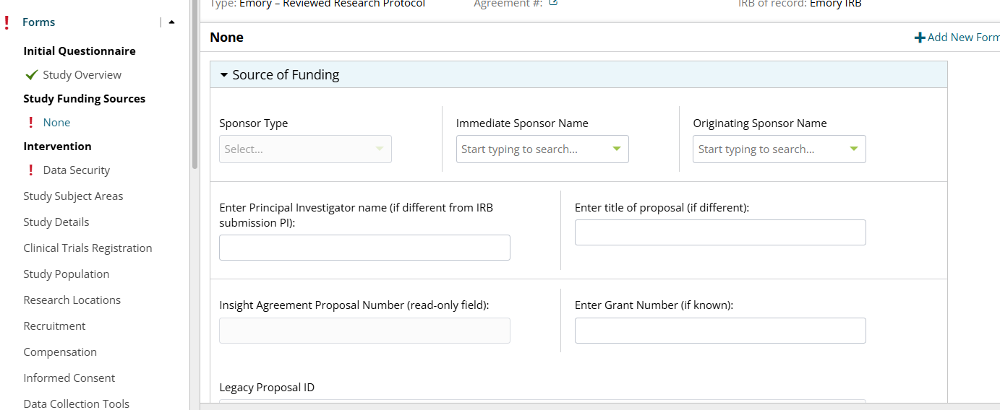 Type: Emory – Reviewed Research Protocol Agreement #: IRB of record: Emory IRB
Forms
Initial Questionnaire
Study Overview
Study Funding Sources
None
Intervention
Data Security
Study Subject Areas
Study Details
Clinical Trials Registration
Study Population
Research Locations
Recruitment
Compensation
Informed Consent
Data Collection Tools
None
Add New Form
Source of Funding
Sponsor Type
Select...
Immediate Sponsor Name
Start typing to search...
Originating Sponsor Name
Start typing to search...
Enter Principal Investigator name (if different from IRB
submission PI):
Enter title of proposal (if different):
Insight Agreement Proposal Number (read-only field):
Enter Grant Number (if known):
Legacy Proposal ID